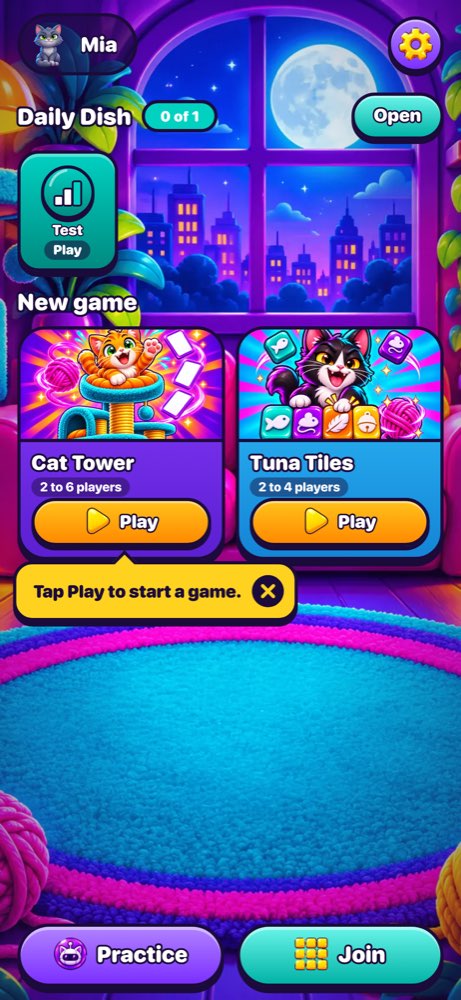 Mia
Daily Dish
0 of 1
Open
Test
Play
New game
Cat Tower
2 to 6 players
Play
Tuna Tiles
2 to 4 players
Play
Tap Play to start a game.
Practice
Join